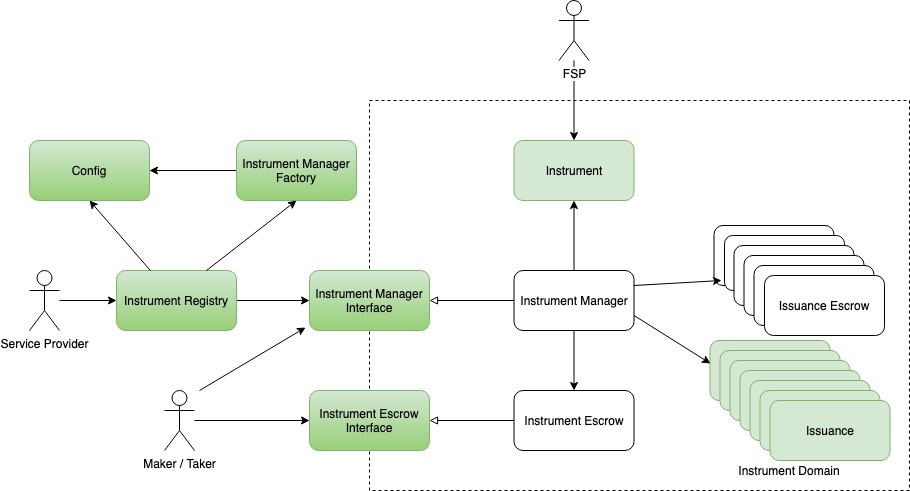 FSP
Config
Instrument Manager
Factory
Instrument
Service Provider
Instrument Registry
Instrument Manager
Interface
Instrument Manager
Issuance Escrow
Maker / Taker
Instrument Escrow
Interface
Instrument Escrow
Issuance
Instrument Domain